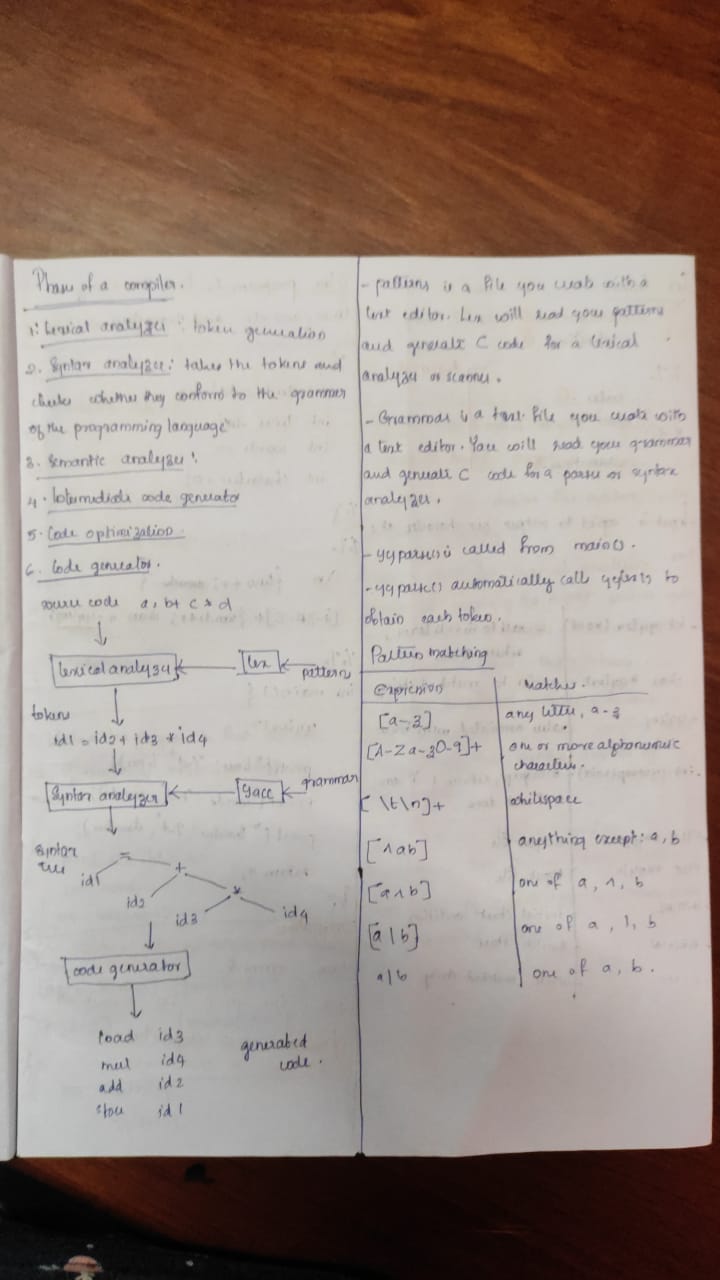 Phases of a compiler.
1. Lexical analyzer : token generation
2. Syntax analyzer : takes the tokens and
checks whether they conform to the grammar
of the programming language
3. Semantic analyzer :
4. Intermediate code generator
5. Code optimization
6. Code generator.
source code a = b + c * d
lexical analyzer
lex
pattern
tokens
id1 = id2 + id3 * id4
Syntax analyzer
yacc
grammar
Syntax
tree
=
id1
+
id2
*
id3
id4
code generator
load id3
mul id4
add id2
store id1
generated
code.
- patterns is a file you creat with a
text editor. Lex will read your patterns
and generate C code for a lexical
analyzer or scanner.
- Grammar is a text file you creat with
a text editor. You will read your grammar
and generate C code for a parser or syntax
analyzer.
- yyparse() is called from main().
- yyparse() automatically calls to
obtain each token.
Pattern matching
Expression
Matches
[a-z]
any letter, a-z
[A-Za-z0-9]+
one or more alphanumeric
characters.
[ \t\n]+
whitespace
[^ab]
anything except: a, b
[a^b]
one of a, ^, b
[a|b]
one of a, |, b
a|b
one of a, b.